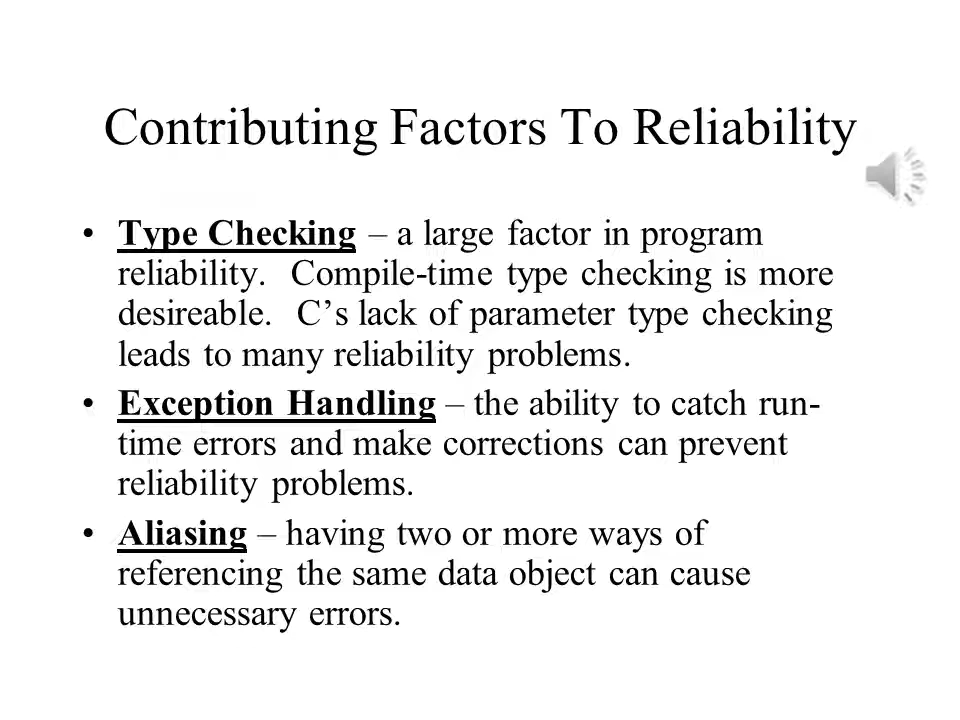 Contributing Factors To Reliability
• Type Checking – a large factor in program
reliability.  Compile-time type checking is more
desireable.  C’s lack of parameter type checking
leads to many reliability problems.
• Exception Handling – the ability to catch run-
time errors and make corrections can prevent
reliability problems.
• Aliasing – having two or more ways of
referencing the same data object can cause
unnecessary errors.